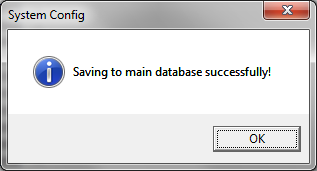 System Config
Saving to main database successfully!
OK